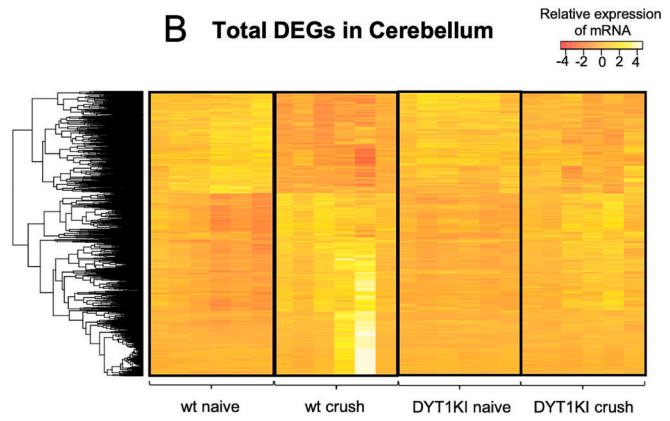 B Total DEGs in Cerebellum
Relative expression
of mRNA
-4 -2 0 2 4
wt naive wt crush DYT1KI naive DYT1KI crush